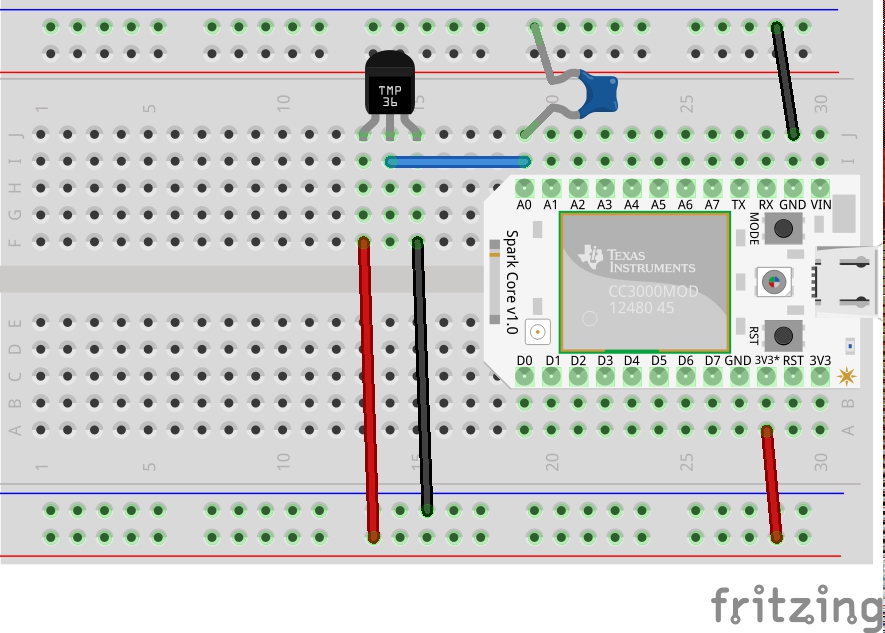 1 5 10 15 20 25 30
TMP
36
J J
I I
H
G
F
A0 A1 A2 A3 A4 A5 A6 A7 TX RX GND VIN
MODE
Spark Core v1.0
TEXAS
INSTRUMENTS
CC3000MOD
12480 45
RST
E
D0 D1 D2 D3 D4 D5 D6 D7 GND 3V3* RST 3V3
D
C
B B
A A
1 5 10 15 20 25 30
fritzing